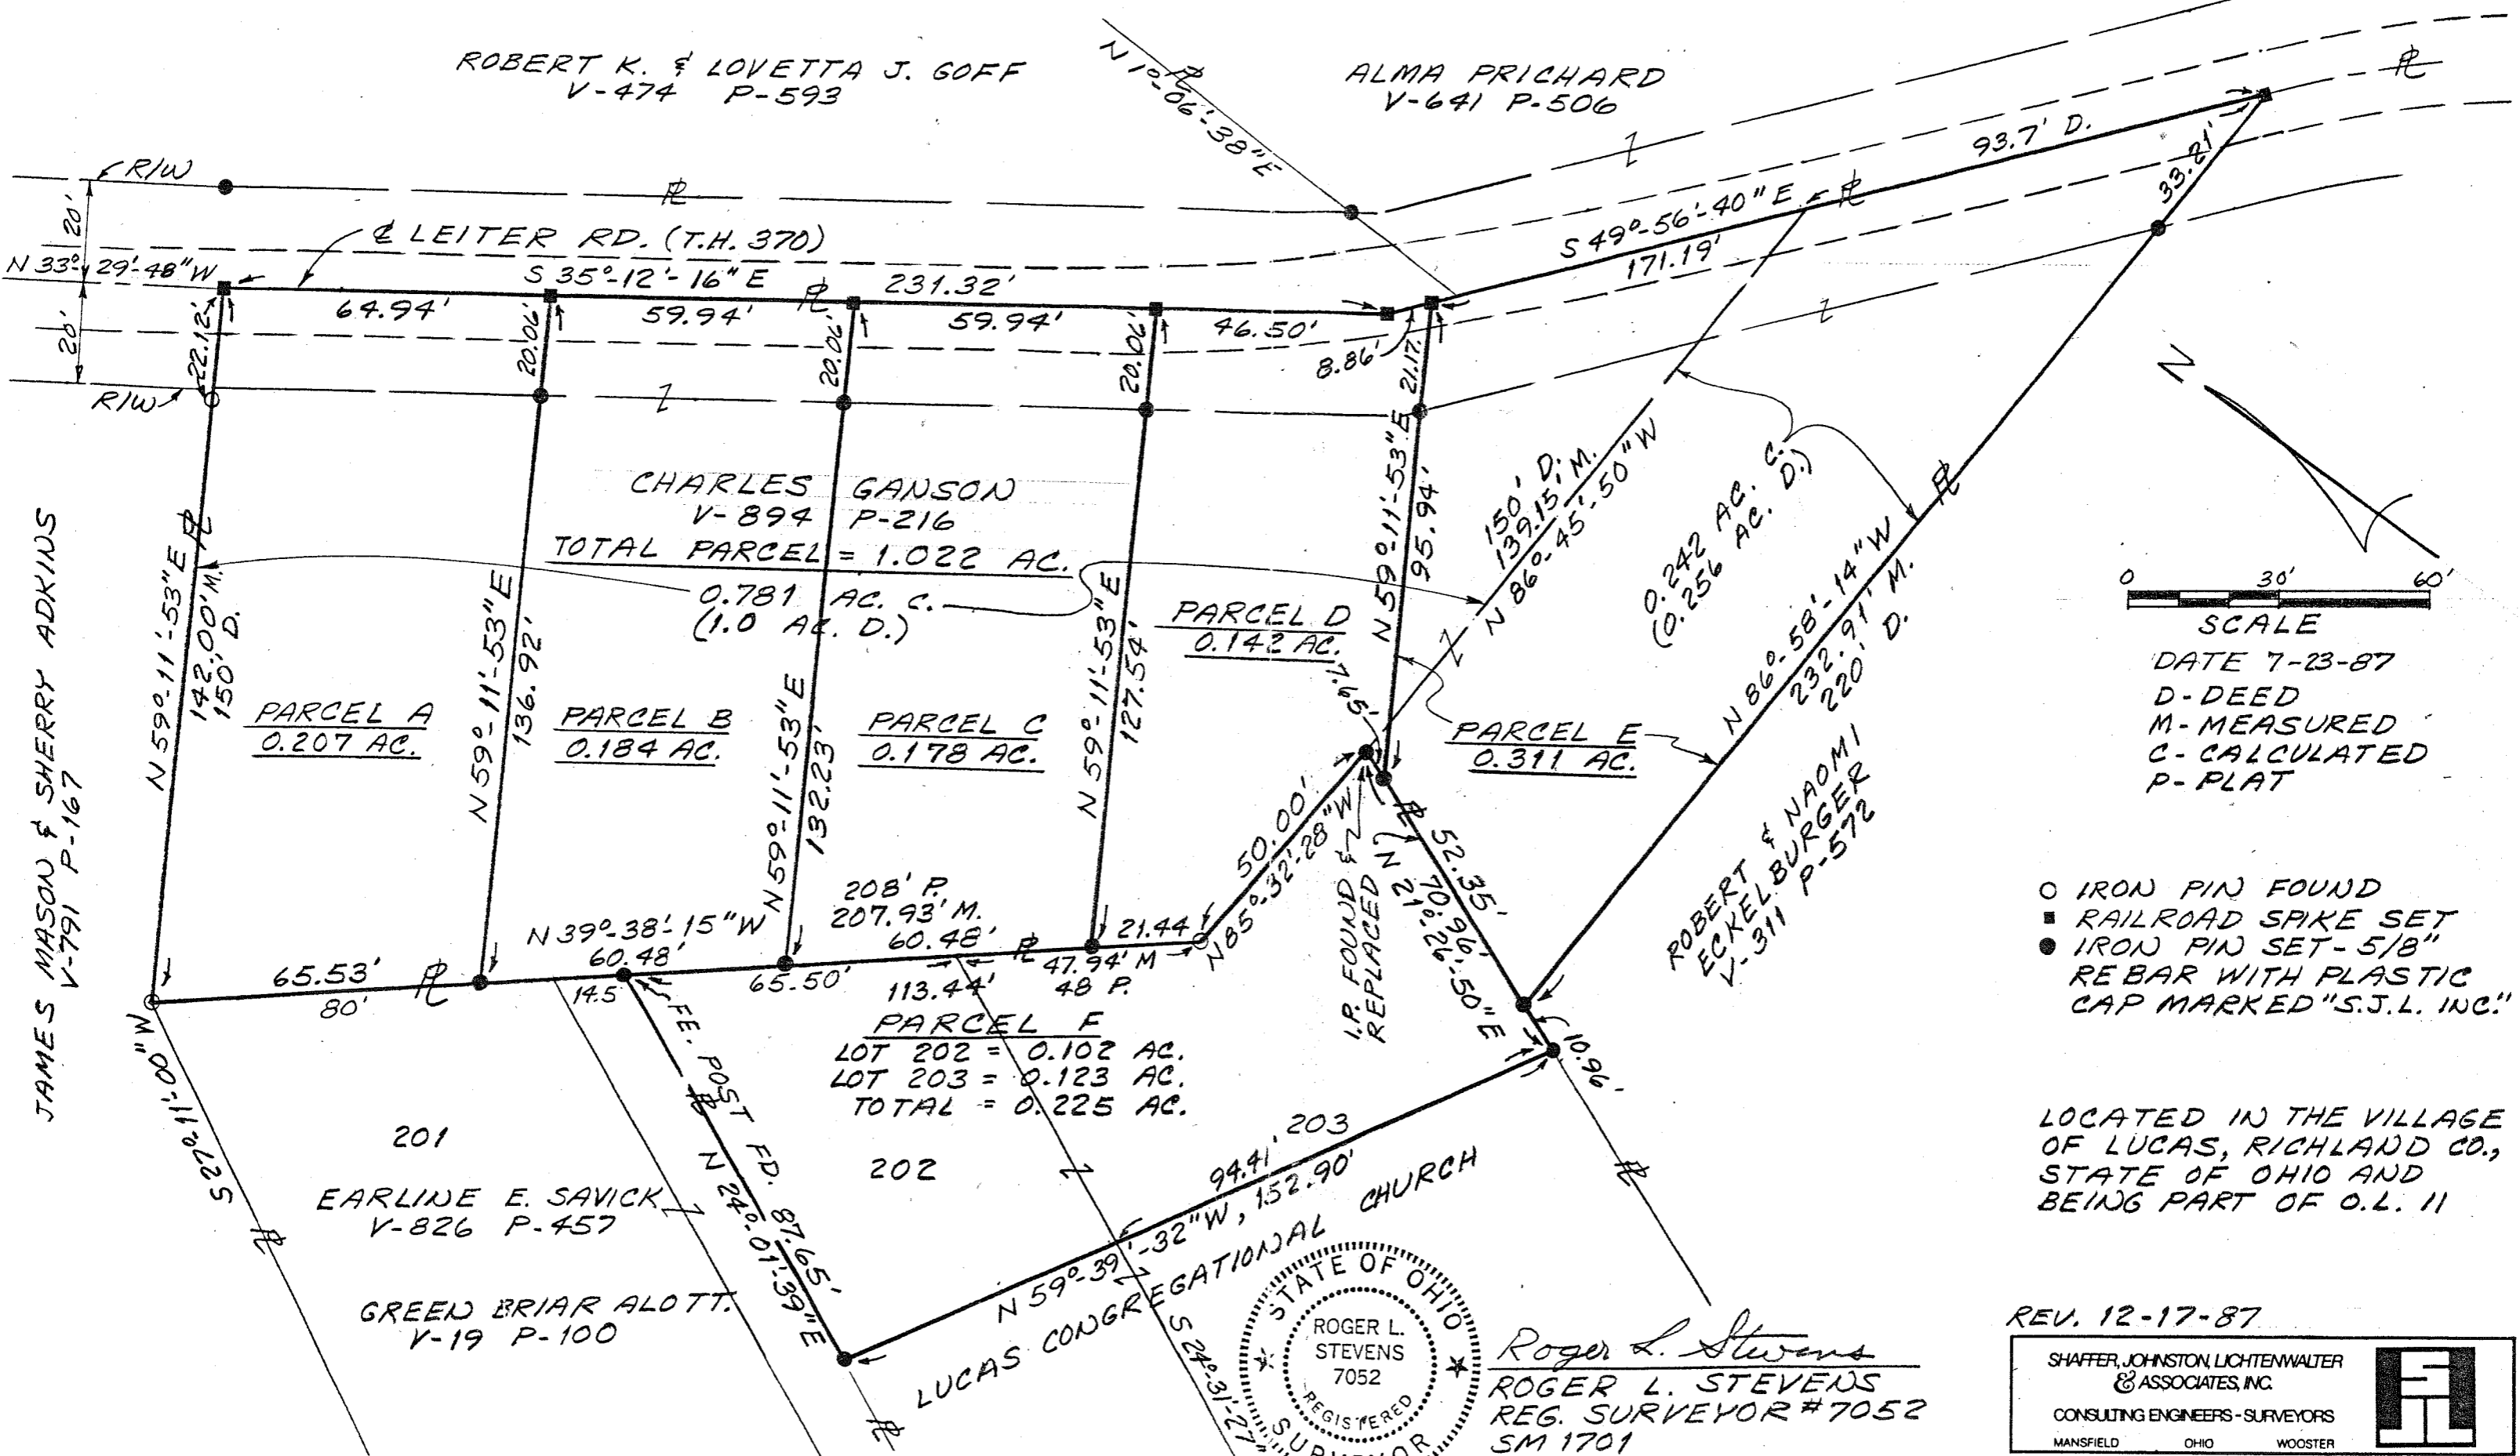 ROBERT K. & LOVETTA J. GOFF
V-474 P-593
N 1°-06'-38" E
ALMA PRICHARD
V-641 P-506
R/W
20'
20'
R/W
℄ LEITER RD. (T.H. 370)
N 33°-29'-48" W
S 35°-12'-16" E 231.32'
64.94'
59.94'
59.94'
46.50'
8.86'
S 49°-56'-40" E
171.19'
93.7' D.
33.21'
22.12'
20.06'
20.06'
20.06'
21.17'
JAMES MASON & SHERRY ADKINS
V-791 P-167
N 59°-11'-53" E
142.00' M.
150' D.
N 59°-11'-53" E
136.92'
N 59°-11'-53" E
132.23'
N 59°-11'-53" E
127.54'
N 59°-11'-53" E
95.94'
CHARLES GANSON
V-894 P-216
TOTAL PARCEL = 1.022 AC.
0.781 AC. C.
(1.0 AC. D.)
150' D.
139.15' M.
N 86°-45'-50" W
0.242 AC. C.
(0.256 AC. D.)
N 86°-58'-14" W
232.91' M.
220' D.
PARCEL A
0.207 AC.
PARCEL B
0.184 AC.
PARCEL C
0.178 AC.
PARCEL D
0.142 AC.
PARCEL E
0.311 AC.
7.65'
ROBERT & NAOMI
ECKELBURGER
V-311 P-572
50.00'
N 85°-32'-28" W
I.P. FOUND &
REPLACED
52.35'
70.96'
N 21°-26'-50" E
10.96'
N 39°-38'-15" W
208' P.
207.93' M.
65.53'
60.48'
60.48'
21.44
80'
14.5
65.50'
113.44'
47.94' M
48 P.
FE. POST FD.
PARCEL F
LOT 202 = 0.102 AC.
LOT 203 = 0.123 AC.
TOTAL = 0.225 AC.
S 27°-11'-00" W
201
202
203
N 24°-01'-39" E
87.65'
94.41'
N 59°-39'-32" W, 152.90'
LUCAS CONGREGATIONAL CHURCH
S 24°-31'-27"
EARLINE E. SAVICK
V-826 P-457
GREEN BRIAR ALOTT.
V-19 P-100
N
0 30' 60'
SCALE
DATE 7-23-87
D-DEED
M-MEASURED
C-CALCULATED
P-PLAT
IRON PIN FOUND
RAILROAD SPIKE SET
IRON PIN SET - 5/8"
REBAR WITH PLASTIC
CAP MARKED "S.J.L. INC."
LOCATED IN THE VILLAGE
OF LUCAS, RICHLAND CO.,
STATE OF OHIO AND
BEING PART OF O.L. 11
STATE OF OHIO
ROGER L.
STEVENS
7052
REGISTERED
SURVEYOR
Roger L. Stevens
ROGER L. STEVENS
REG. SURVEYOR #7052
SM 1701
REV. 12-17-87
SHAFFER, JOHNSTON, LICHTENWALTER
& ASSOCIATES, INC.
CONSULTING ENGINEERS - SURVEYORS
MANSFIELD OHIO WOOSTER
SJL